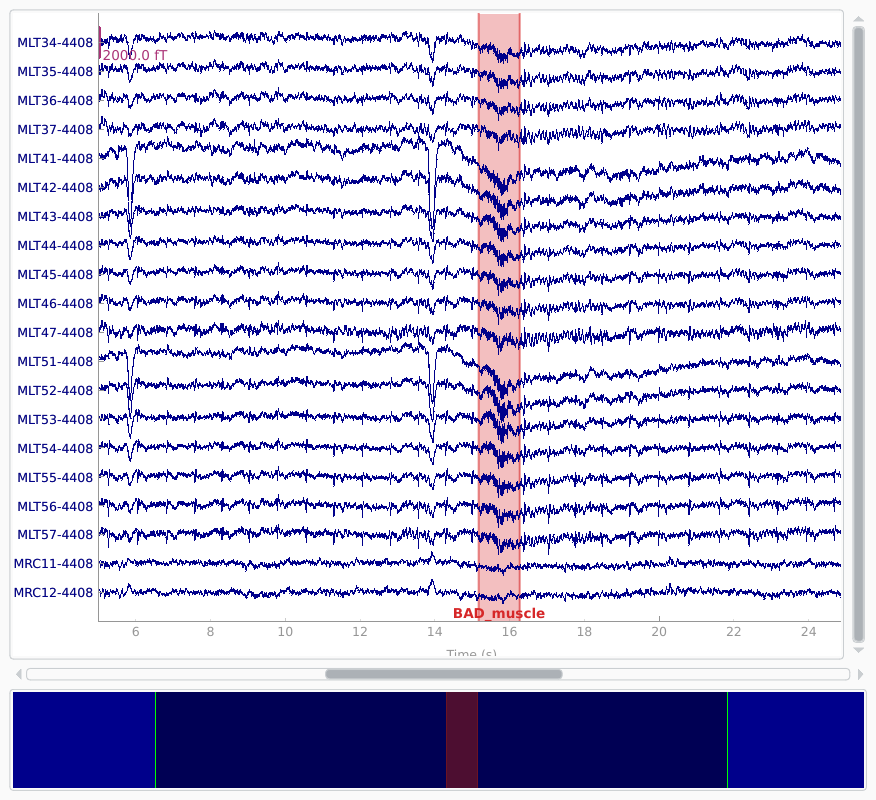 MLT34-4408
2000.0 fT
MLT35-4408
MLT36-4408
MLT37-4408
MLT41-4408
MLT42-4408
MLT43-4408
MLT44-4408
MLT45-4408
MLT46-4408
MLT47-4408
MLT51-4408
MLT52-4408
MLT53-4408
MLT54-4408
MLT55-4408
MLT56-4408
MLT57-4408
MRC11-4408
MRC12-4408
BAD_muscle
6 8 10 12 14 16 18 20 22 24
Time (s)